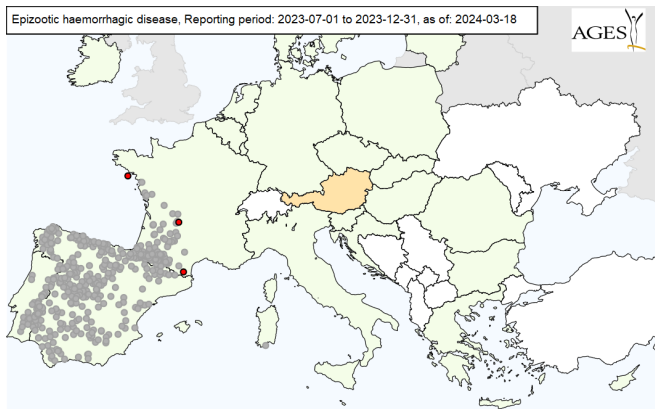 Epizootic haemorrhagic disease, Reporting period: 2023-07-01 to 2023-12-31, as of: 2024-03-18
AGES